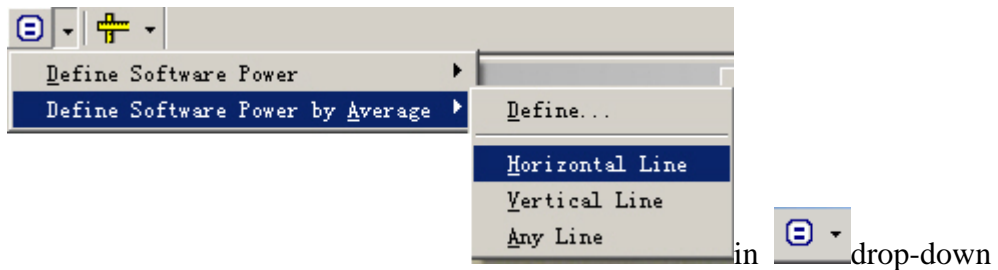 Define Software Power
Define Software Power by Average
Define...
Horizontal Line
Vertical Line
Any Line
in drop-down